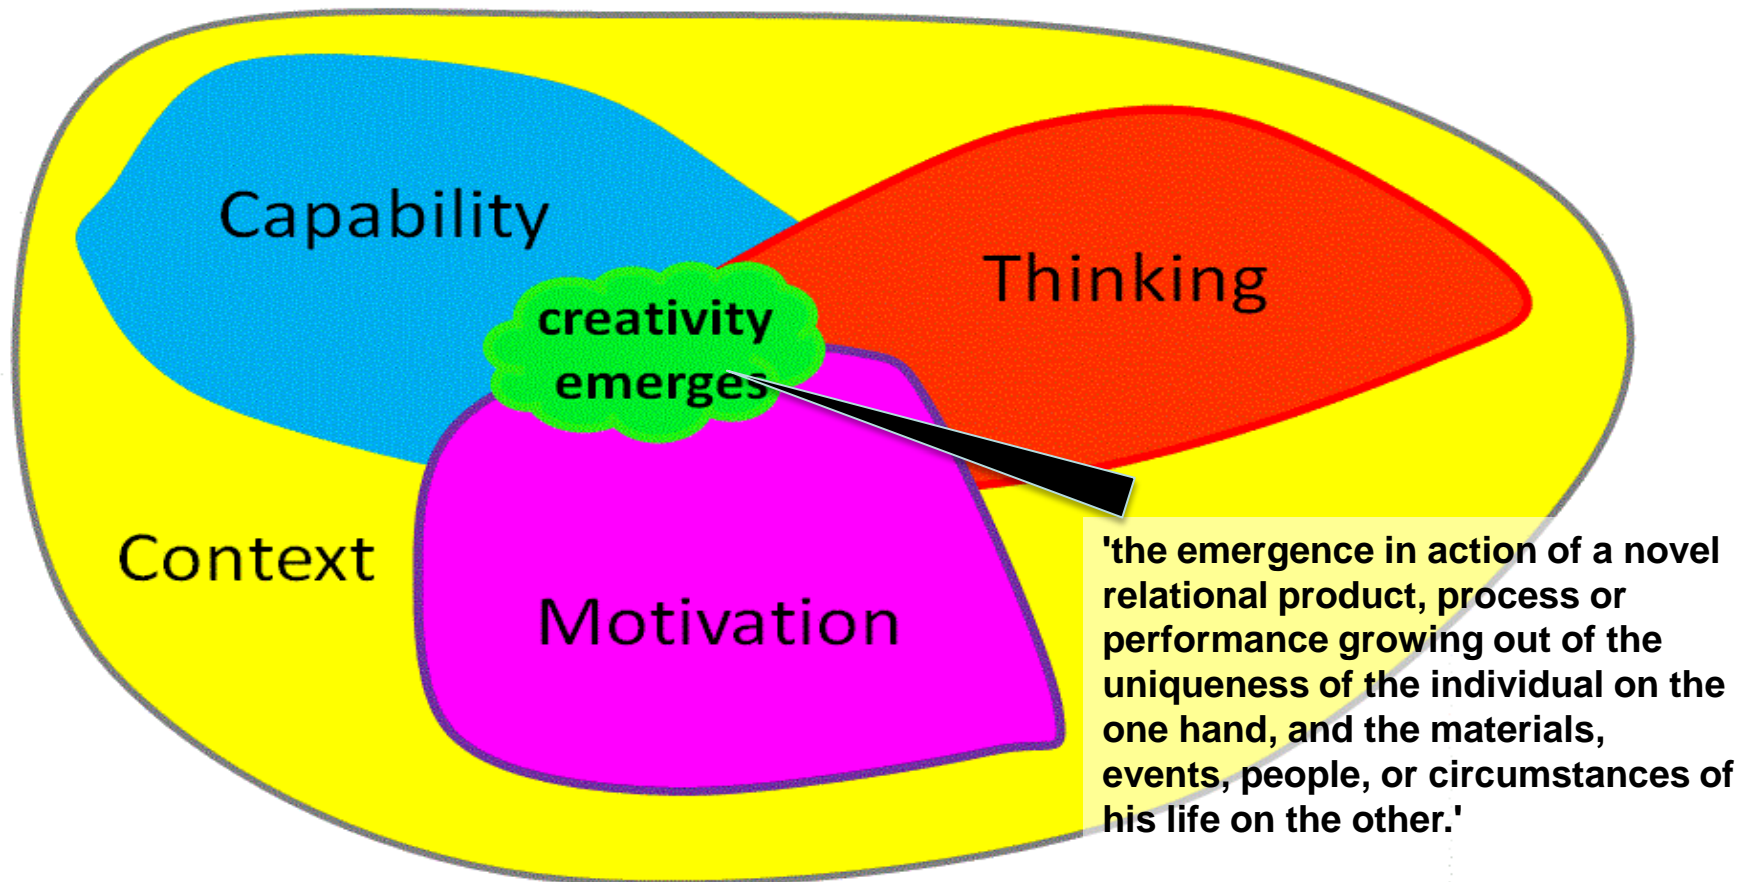 Capability
Thinking
creativity
emerges
Context
Motivation
'the emergence in action of a novel
relational product, process or
performance growing out of the
uniqueness of the individual on the
one hand, and the materials,
events, people, or circumstances of
his life on the other.'